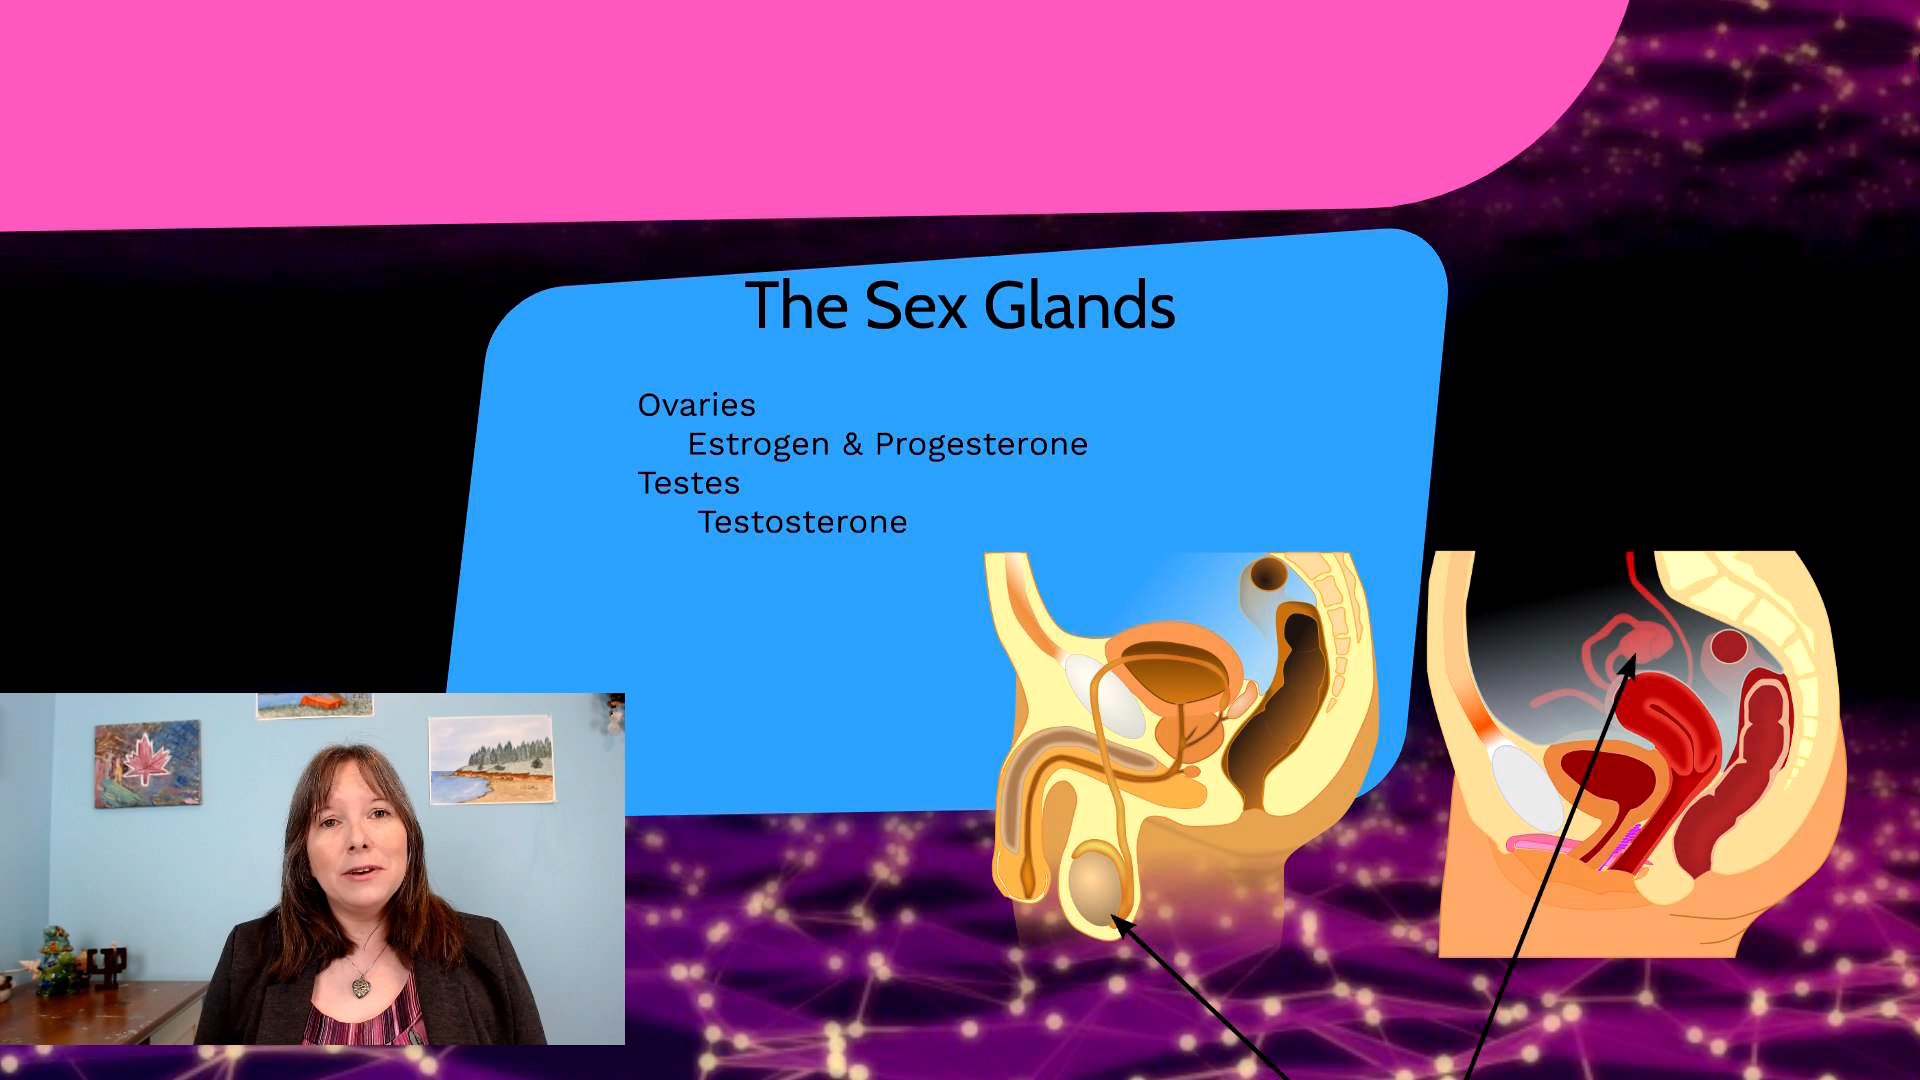 The Sex Glands
Ovaries
Estrogen & Progesterone
Testes
Testosterone